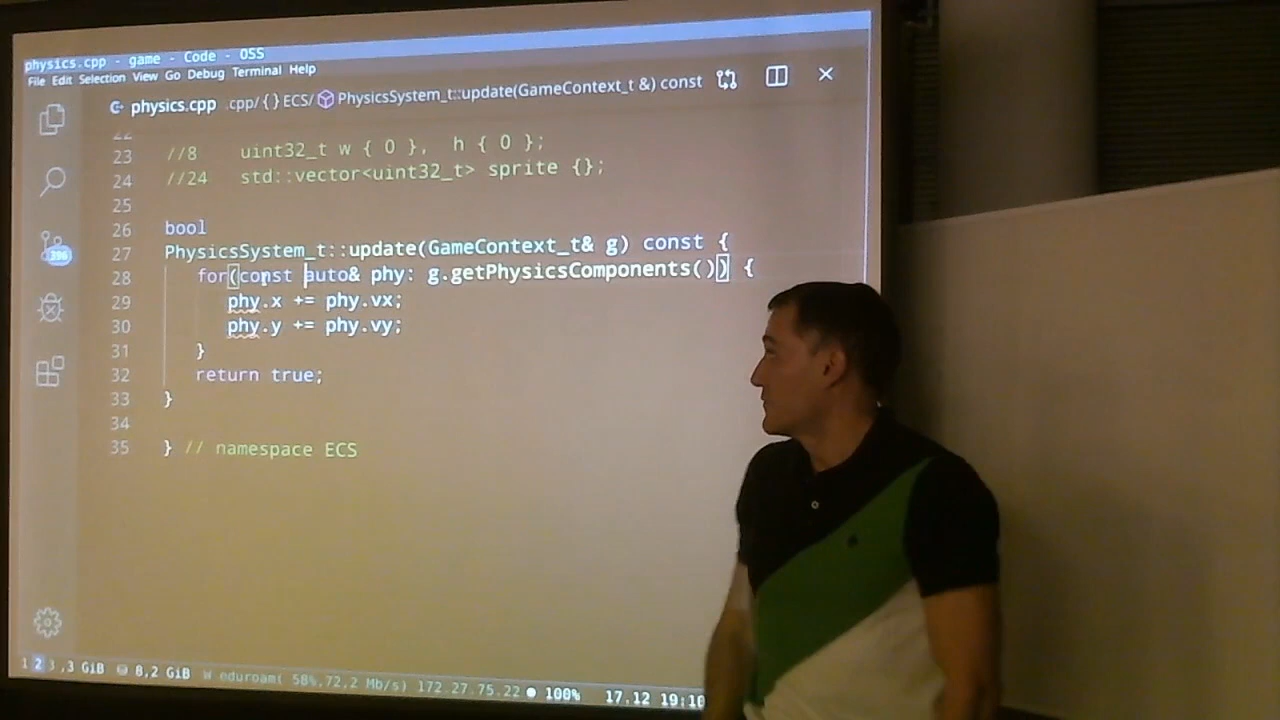 physics.cpp - game - Code - OSS
File Edit Selection View Go Debug Terminal Help
physics.cpp .cpp/ {} ECS/ PhysicsSystem_t::update(GameContext_t &) const
22
23 //8 uint32_t w { 0 }, h { 0 };
24 //24 std::vector<uint32_t> sprite {};
25
26 bool
27 PhysicsSystem_t::update(GameContext_t& g) const {
28 for(const auto& phy: g.getPhysicsComponents()) {
29 phy.x += phy.vx;
30 phy.y += phy.vy;
31 }
32 return true;
33 }
34
35 } // namespace ECS
396
1 2 3 ,3 GiB 8,2 GiB W eduroam( 58%,72,2 Mb/s) 172.27.75.22 100% 17.12 19:10